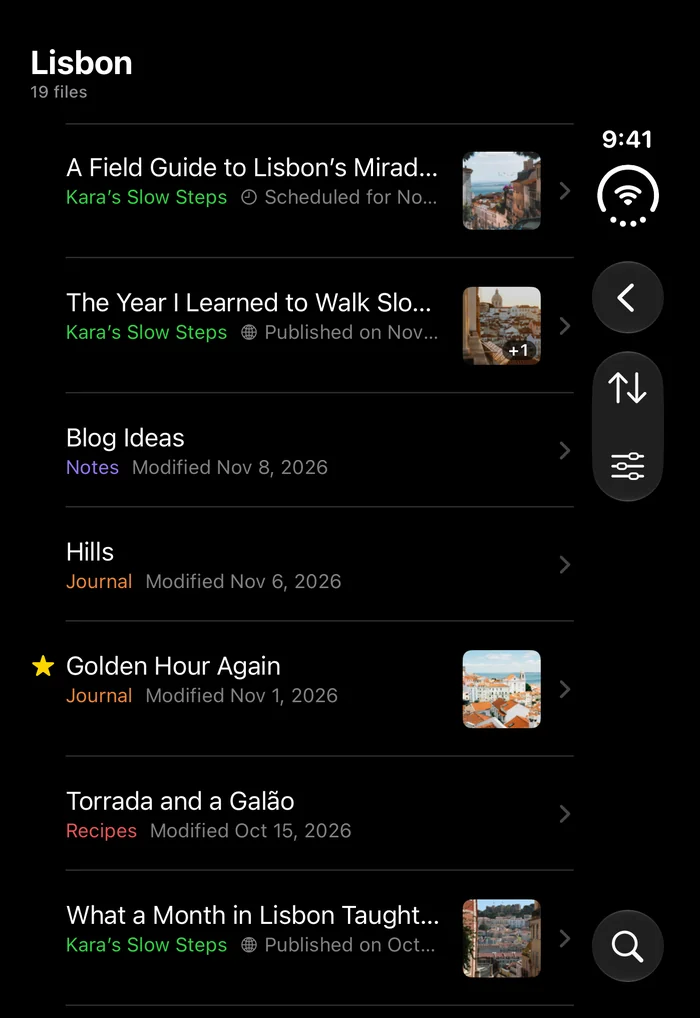 Lisbon
19 files
9:41
A Field Guide to Lisbon’s Mirad...
Kara’s Slow Steps Scheduled for No...
The Year I Learned to Walk Slo...
Kara’s Slow Steps Published on Nov...
+1
Blog Ideas
Notes Modified Nov 8, 2026
Hills
Journal Modified Nov 6, 2026
Golden Hour Again
Journal Modified Nov 1, 2026
Torrada and a Galão
Recipes Modified Oct 15, 2026
What a Month in Lisbon Taught...
Kara’s Slow Steps Published on Oct...